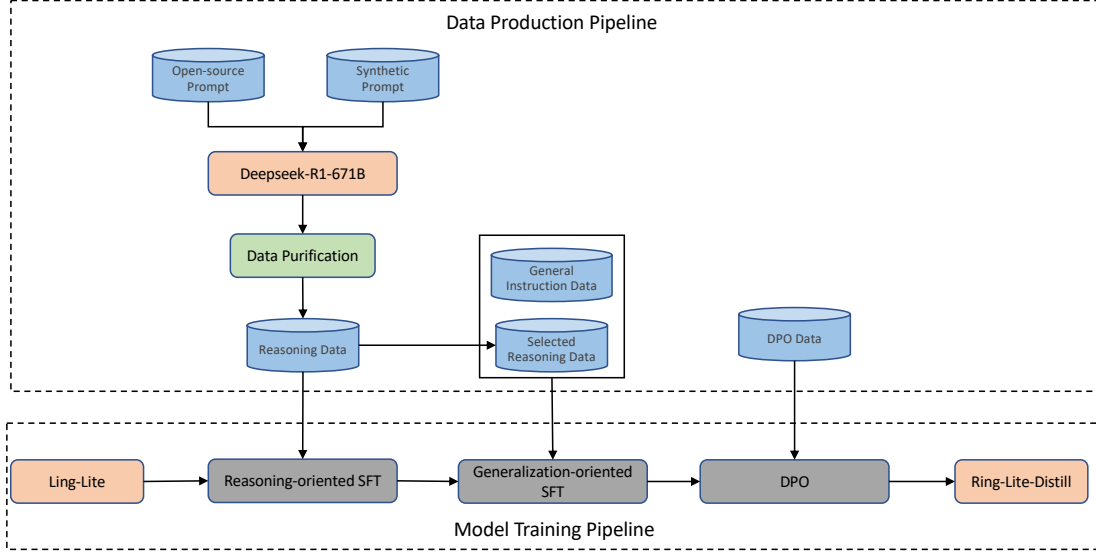 Data Production Pipeline
Open-source
Prompt
Synthetic
Prompt
Deepseek-R1-671B
Data Purification
General
Instruction Data
Reasoning Data
Selected
Reasoning Data
DPO Data
Ling-Lite
Reasoning-oriented SFT
Generalization-oriented
SFT
DPO
Ring-Lite-Distill
Model Training Pipeline